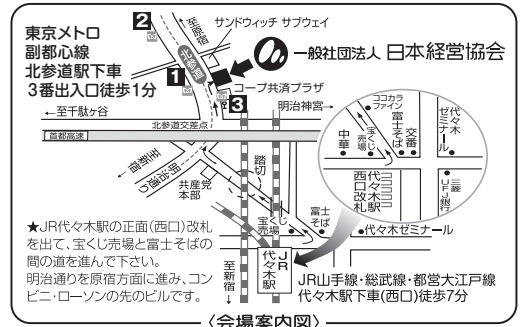 東京メトロ
副都心線
北参道駅下車
3番出入口徒歩1分
2
至原宿
サンドウィッチ サブウェイ
北参道
一般社団法人 日本経営協会
1
コープ共済プラザ
3
←至千駄ヶ谷
明治神宮→
北参道交差点
首都高速
至新宿
明治通り
共産党
本部
踏切
宝くじ
売場
富士
そば
代々木ゼミナール
至新宿
JR
代々木駅
ココカラ
ファイン
中華
宝くじ
売場
富士そば
交番
代々木
ゼミナール
代々木駅
西口改札
三菱
UFJ
銀行
★JR代々木駅の正面(西口)改札
を出て、宝くじ売場と富士そばの
間の道を進んで下さい。
明治通りを原宿方面に進み、コン
ビニ・ローソンの先のビルです。
JR山手線・総武線・都営大江戸線
代々木駅下車(西口)徒歩7分
〈会場案内図〉